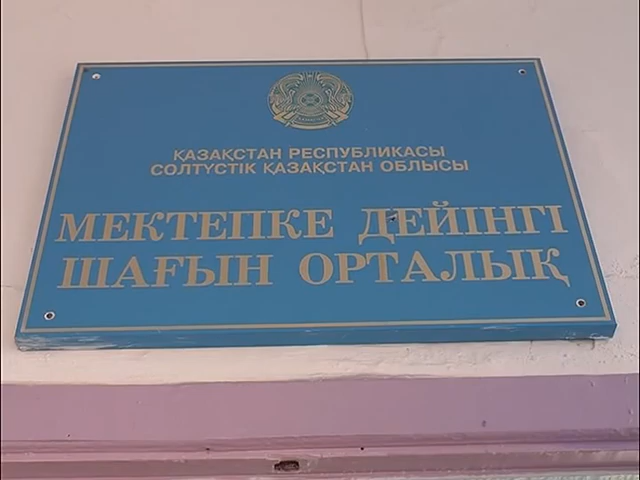 ҚАЗАҚСТАН РЕСПУБЛИКАСЫ
СОЛТҮСТІК ҚАЗАҚСТАН ОБЛЫСЫ
МЕКТЕПКЕ ДЕЙІНГІ
ШАҒЫН ОРТАЛЫҚ